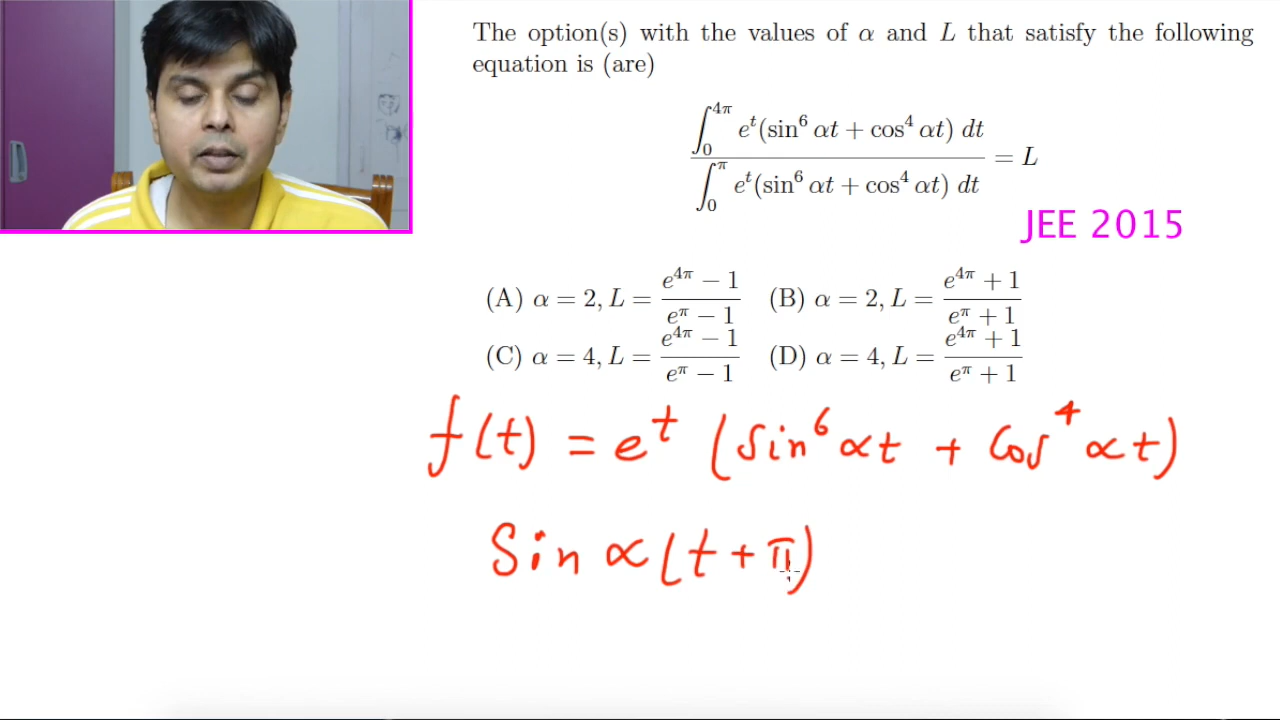 The option(s) with the values of α and L that satisfy the following
equation is (are)
∫₀^{4π} e^t(sin⁶ αt + cos⁴ αt) dt
∫₀^{π} e^t(sin⁶ αt + cos⁴ αt) dt
= L
JEE 2015
(A) α = 2, L = (e^{4π} − 1)/(e^π − 1) (B) α = 2, L = (e^{4π} + 1)/(e^π + 1)
(C) α = 4, L = (e^{4π} − 1)/(e^π − 1) (D) α = 4, L = (e^{4π} + 1)/(e^π + 1)
f(t) = e^t (Sin⁶ αt + Cos⁴ αt)
Sin α(t + π)